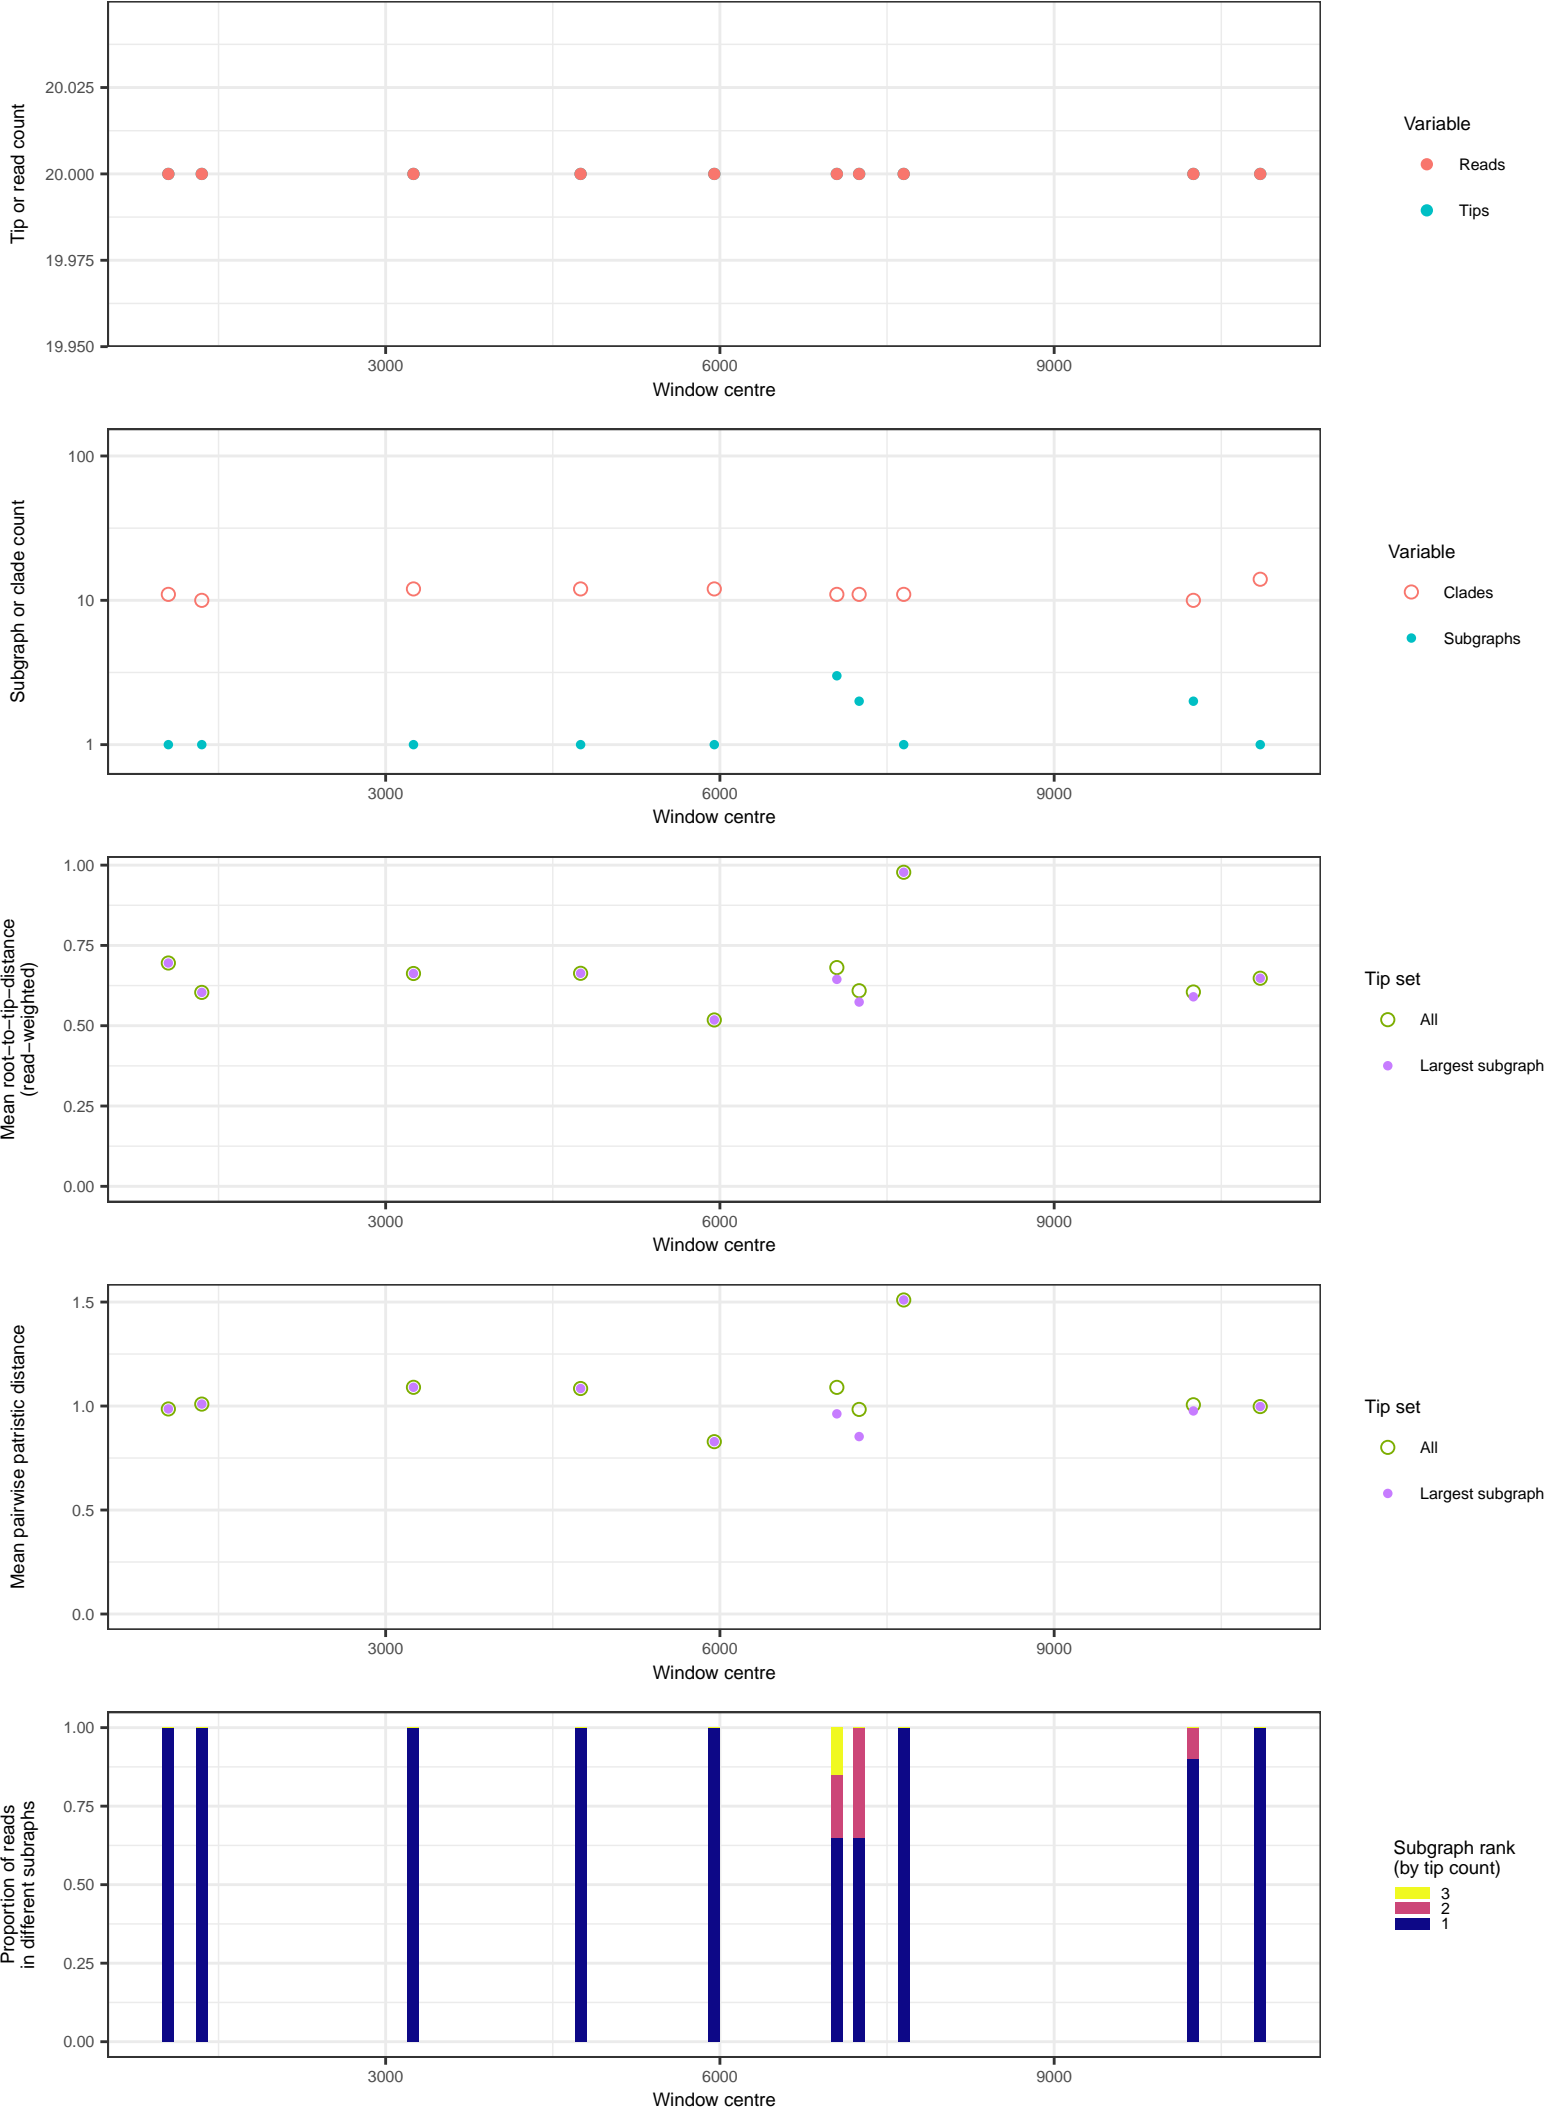 Tip or read count
20.025
20.000
19.975
19.950
3000
6000
9000
Window centre
Variable
Reads
Tips
Subgraph or clade count
100
10
1
3000
6000
9000
Window centre
Variable
Clades
Subgraphs
Mean root−to−tip−distance
(read−weighted)
1.00
0.75
0.50
0.25
0.00
3000
6000
9000
Window centre
Tip set
All
Largest subgraph
Mean pairwise patristic distance
1.5
1.0
0.5
0.0
3000
6000
9000
Window centre
Tip set
All
Largest subgraph
Proportion of reads
in different subraphs
1.00
0.75
0.50
0.25
0.00
3000
6000
9000
Window centre
Subgraph rank
(by tip count)
3
2
1